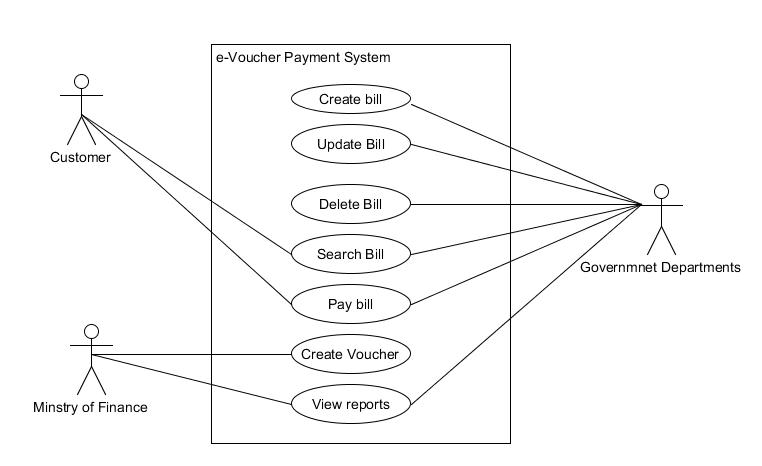 e-Voucher Payment System
Create bill
Update Bill
Customer
Delete Bill
Search Bill
Governmnet Departments
Pay bill
Create Voucher
View reports
Minstry of Finance